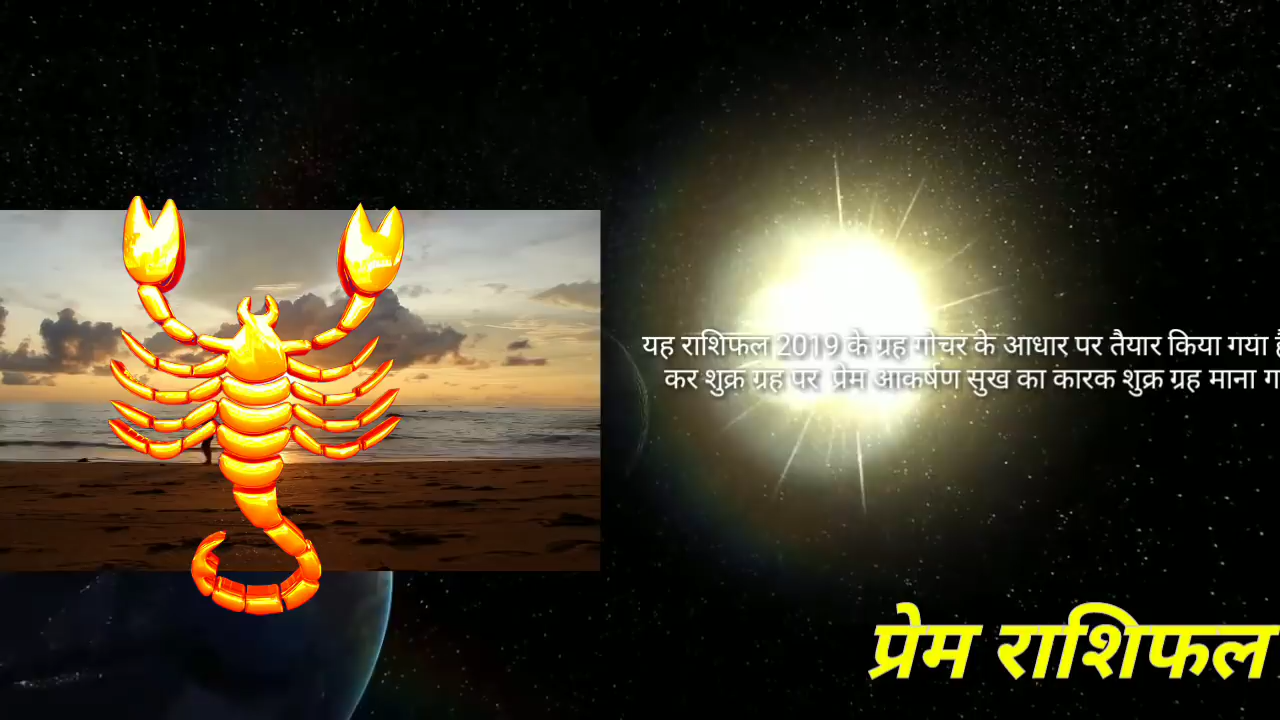 यह राशिफल 2019 के ग्रह गोचर के आधार पर तैयार किया गया
कर शुक्र ग्रह पर प्रेम आकर्षण सुख का कारक शुक्र ग्रह माना
प्रेम राशिफल